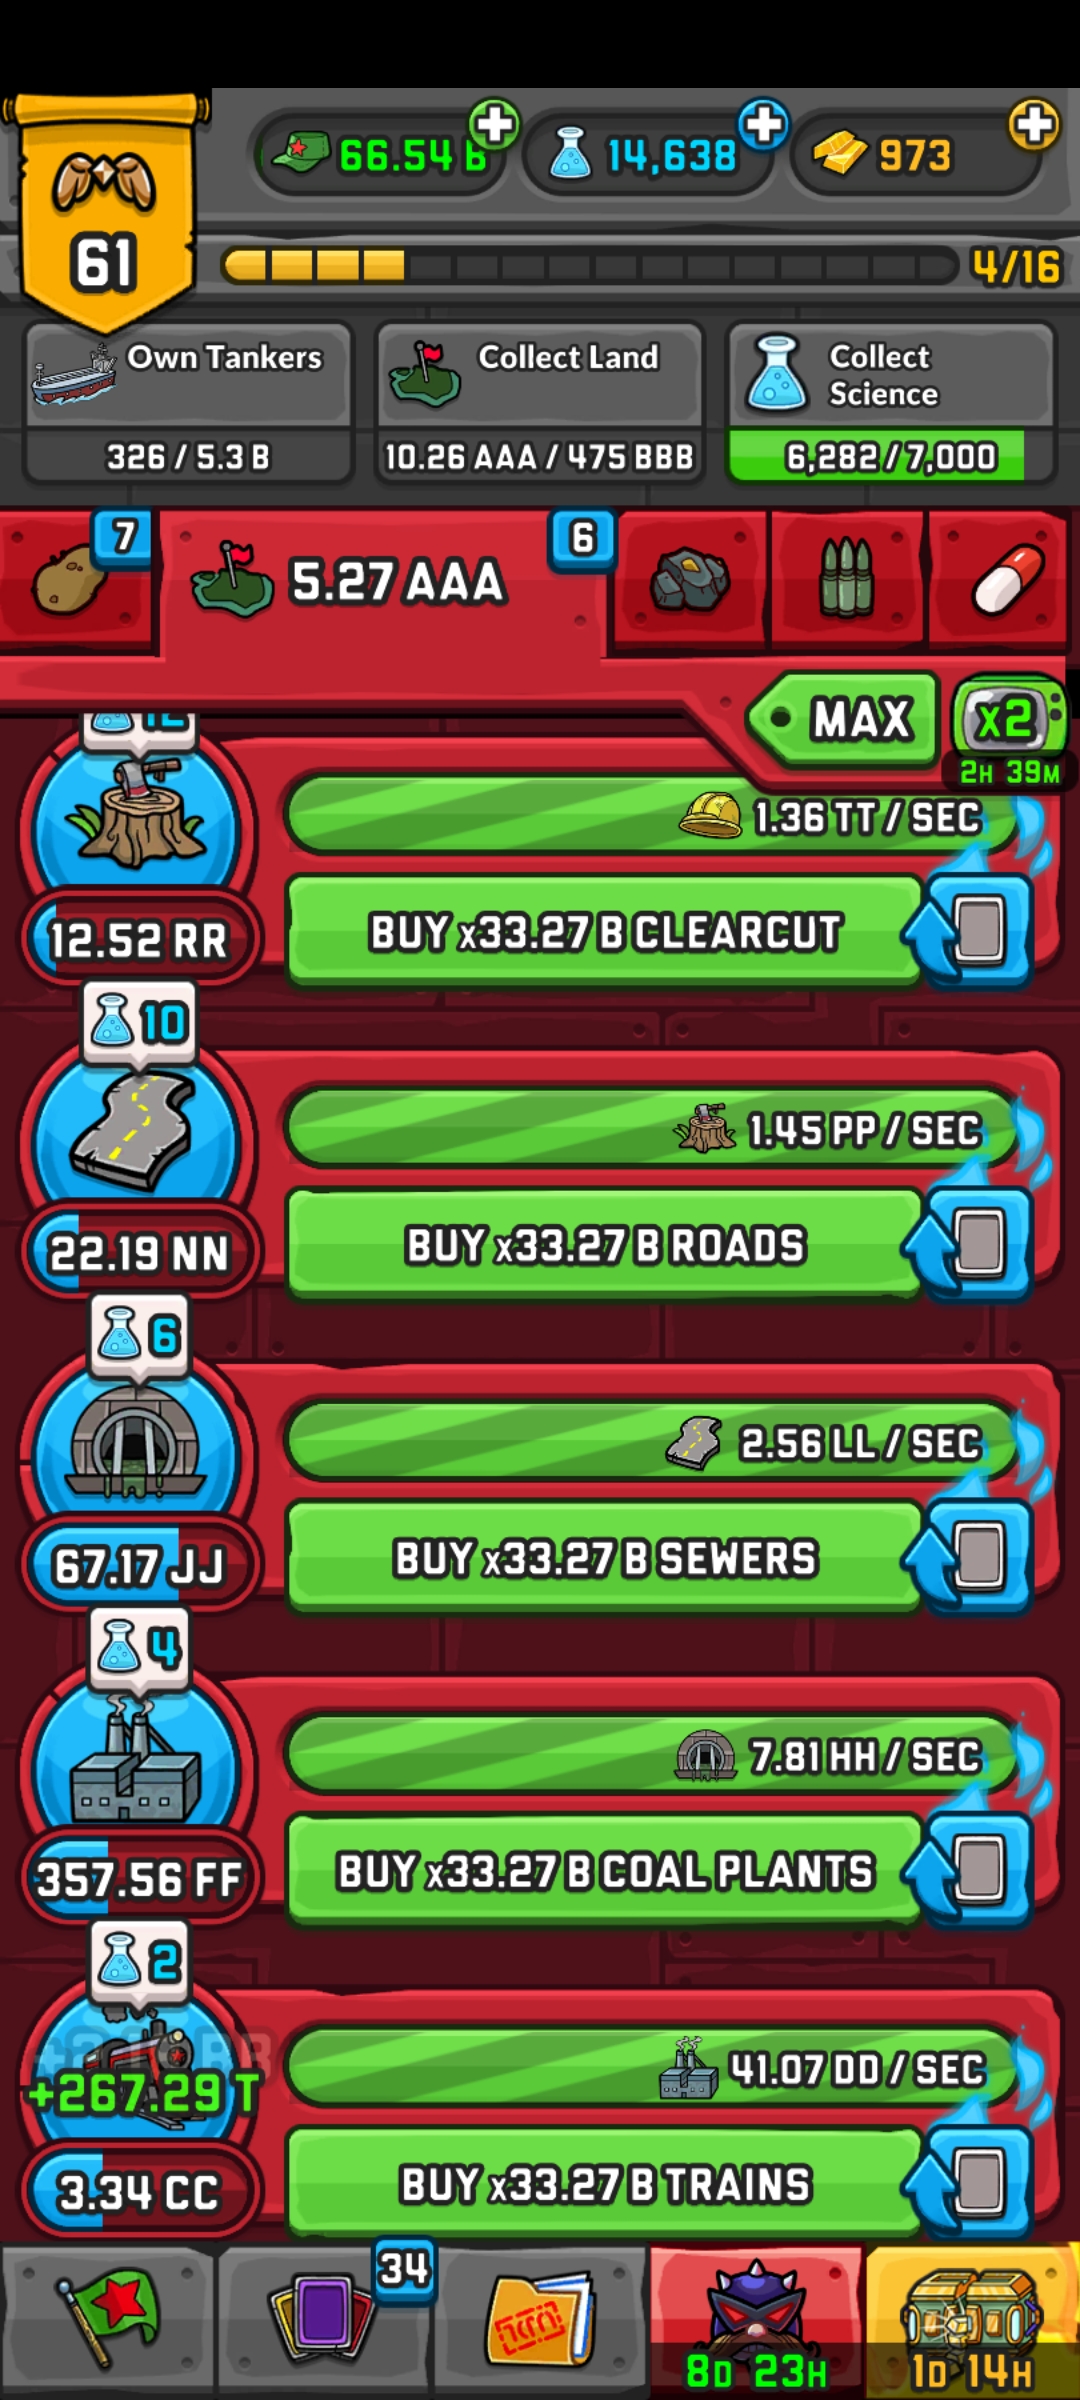 66.54 B
14,638
973
61
4/16
Own Tankers
326 / 5.3 B
Collect Land
10.26 AAA / 475 BBB
Collect
Science
6,282 / 7,000
7
5.27 AAA
6
MAX
x2
2H 39M
12
1.36 TT / SEC
BUY x33.27 B CLEARCUT
12.52 RR
10
1.45 PP / SEC
BUY x33.27 B ROADS
22.19 NN
6
2.56 LL / SEC
BUY x33.27 B SEWERS
67.17 JJ
4
7.81 HH / SEC
BUY x33.27 B COAL PLANTS
357.56 FF
2
+267.29 T
41.07 DD / SEC
BUY x33.27 B TRAINS
3.34 CC
34
8D 23H
1D 14H